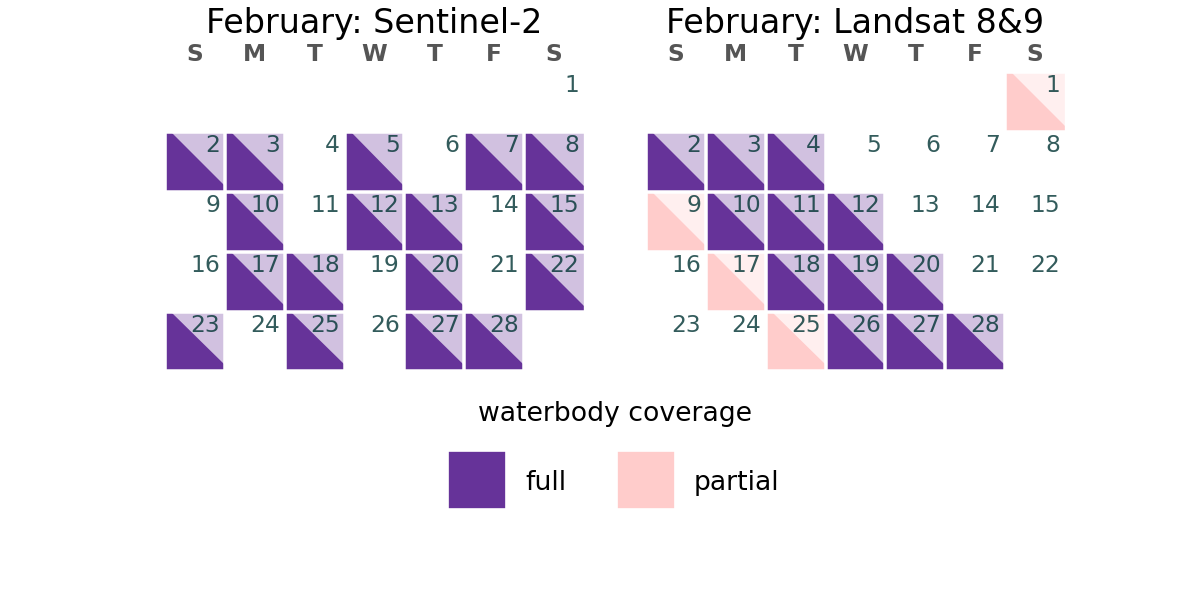 February: Sentinel-2
S M T W T F S
1
2 3 4 5 6 7 8
9 10 11 12 13 14 15
16 17 18 19 20 21 22
23 24 25 26 27 28
February: Landsat 8&9
S M T W T F S
1
2 3 4 5 6 7 8
9 10 11 12 13 14 15
16 17 18 19 20 21 22
23 24 25 26 27 28
waterbody coverage
full partial